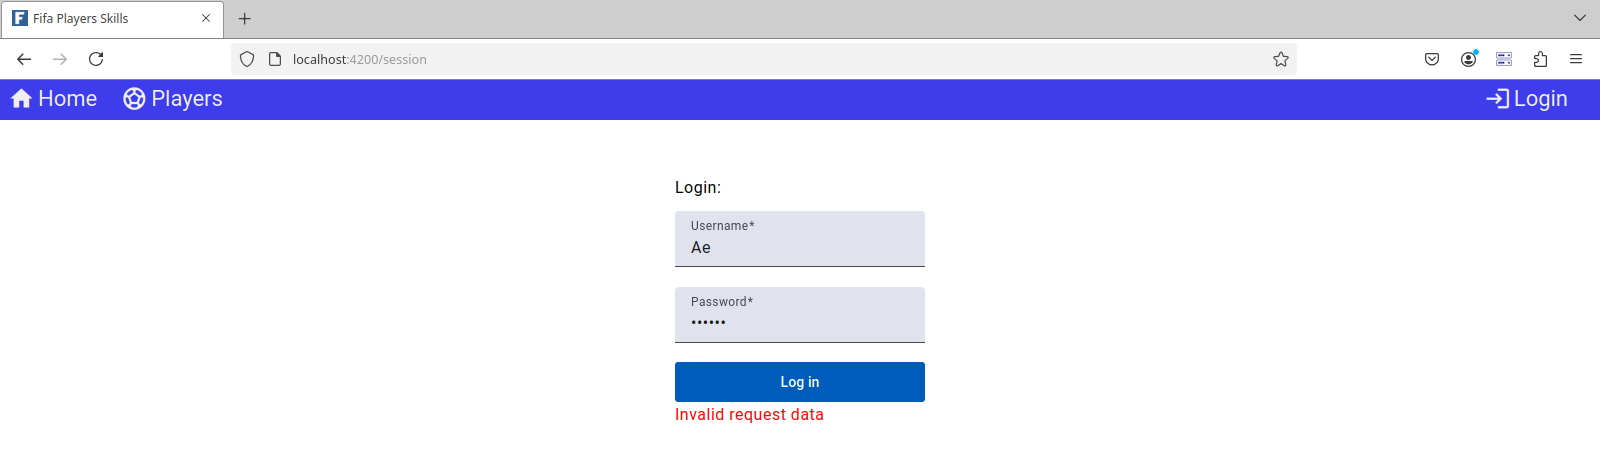 Fifa Players Skills
localhost:4200/session
Home Players Login
Login:
Username*
Ae
Password*
••••••
Log in
Invalid request data